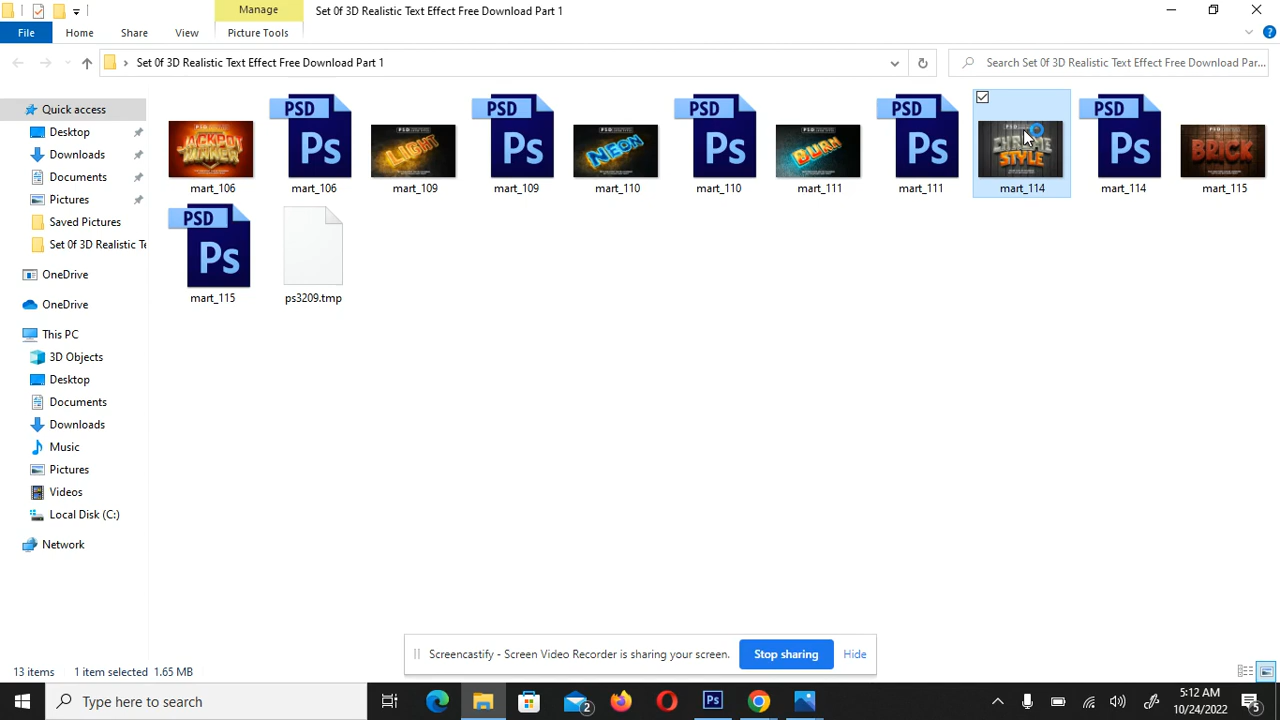 Manage
Set 0f 3D Realistic Text Effect Free Download Part 1
File
Home
Share
View
Picture Tools
Set 0f 3D Realistic Text Effect Free Download Part 1
Search Set 0f 3D Realistic Text Effect Free Download Par...
Quick access
Desktop
Downloads
Documents
Pictures
Saved Pictures
Set 0f 3D Realistic Te
OneDrive
OneDrive
This PC
3D Objects
Desktop
Documents
Downloads
Music
Pictures
Videos
Local Disk (C:)
Network
JACKPOT
WINNER
mart_106
PSD
Ps
mart_106
LIGHT
mart_109
PSD
Ps
mart_109
NEON
mart_110
PSD
Ps
mart_110
BURN
mart_111
PSD
Ps
mart_111
CHROME
STYLE
mart_114
PSD
Ps
mart_114
BRICK
mart_115
PSD
Ps
mart_115
ps3209.tmp
Screencastify - Screen Video Recorder is sharing your screen.
Stop sharing
Hide
13 items
1 item selected 1.65 MB
Type here to search
2
Ps
5:12 AM
10/24/2022
5